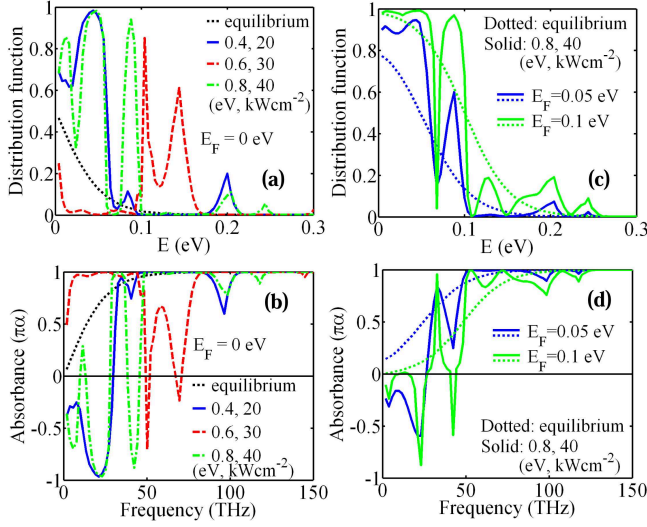 1
0.8
0.6
0.4
0.2
0
Distribution function
equilibrium
0.4, 20
0.6, 30
0.8, 40
(eV, kWcm⁻²)
E_F = 0 eV
(a)
0 0.1 0.2 0.3
E (eV)
1
0.8
0.6
0.4
0.2
0
Distribution function
Dotted: equilibrium
Solid: 0.8, 40
(eV, kWcm⁻²)
E_F=0.05 eV
E_F=0.1 eV
(c)
0 0.1 0.2 0.3
E (eV)
1
0.5
0
-0.5
-1
Absorbance (πα)
(b)
E_F = 0 eV
equilibrium
0.4, 20
0.6, 30
0.8, 40
(eV, kWcm⁻²)
0 50 100 150
Frequency (THz)
1
0.5
0
-0.5
-1
Absorbance (πα)
(d)
E_F=0.05 eV
E_F=0.1 eV
Dotted: equilibrium
Solid: 0.8, 40
(eV, kWcm⁻²)
0 50 100 150
Frequency (THz)